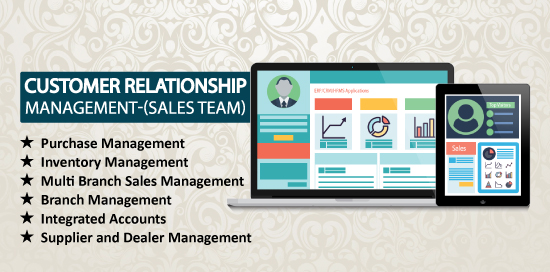 CUSTOMER RELATIONSHIP
MANAGEMENT-(SALES TEAM)
Purchase Management
Inventory Management
Multi Branch Sales Management
Branch Management
Integrated Accounts
Supplier and Dealer Management
Sales